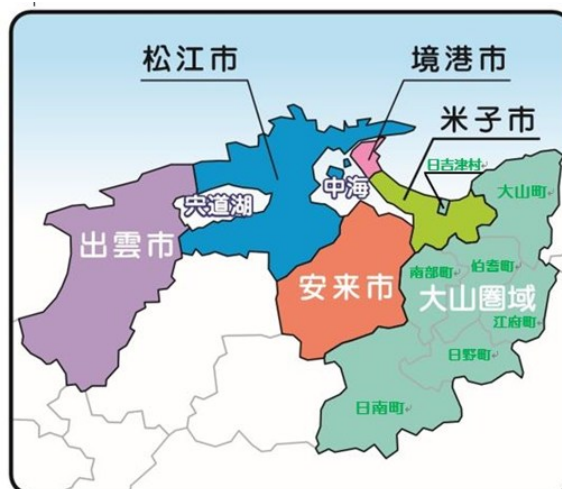 松江市
境港市
米子市
日吉津村
大山町
中海
宍道湖
出雲市
安来市
南部町
伯耆町
大山圏域
江府町
日野町
日南町